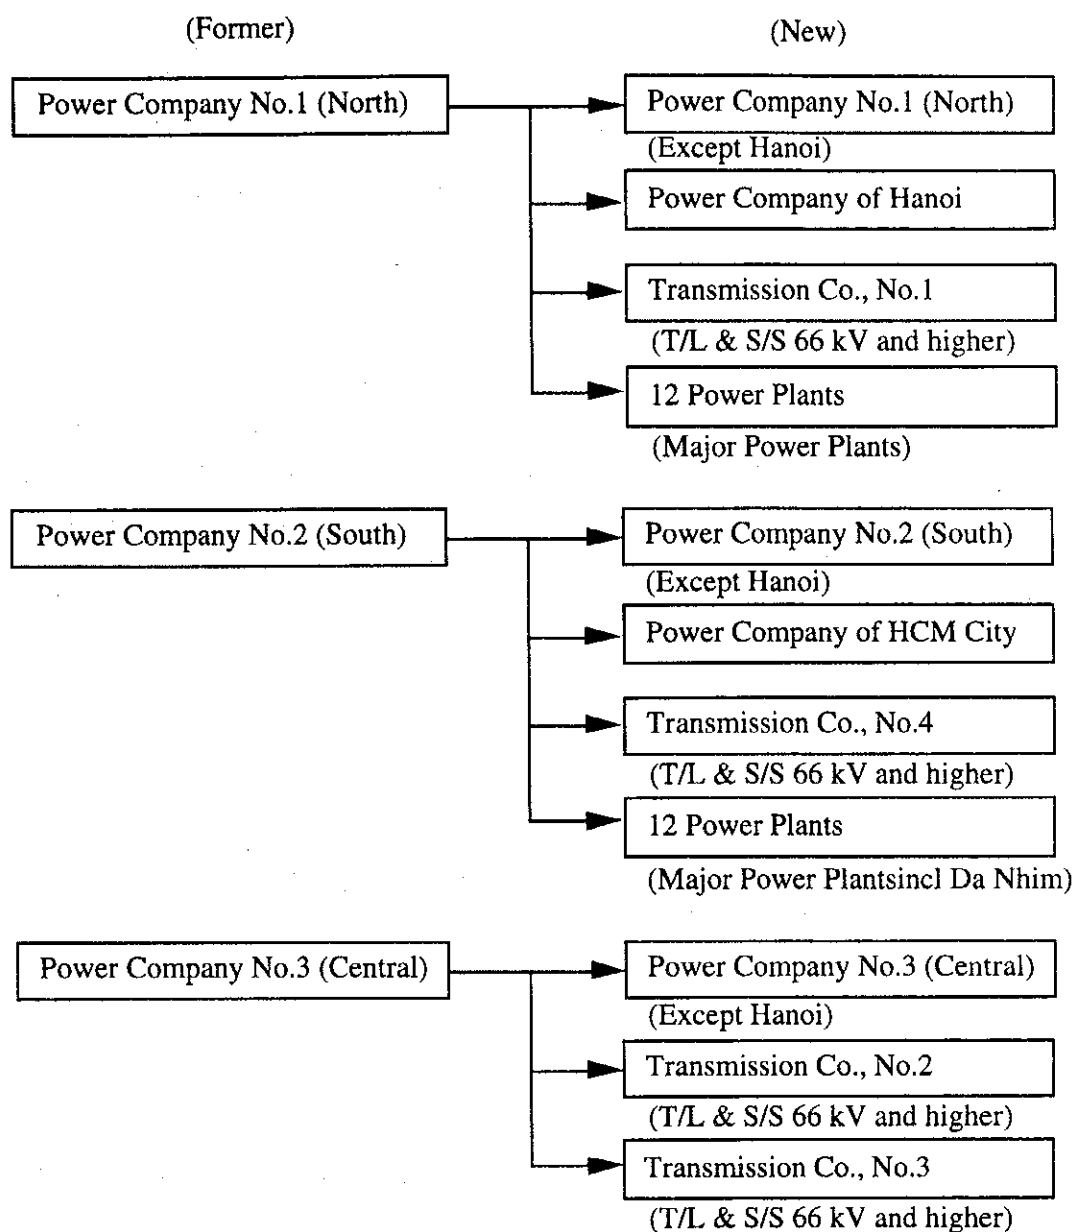 (Former)
(New)
Power Company No.1 (North)
Power Company No.1 (North)
(Except Hanoi)
Power Company of Hanoi
Transmission Co., No.1
(T/L & S/S 66 kV and higher)
12 Power Plants
(Major Power Plants)
Power Company No.2 (South)
Power Company No.2 (South)
(Except Hanoi)
Power Company of HCM City
Transmission Co., No.4
(T/L & S/S 66 kV and higher)
12 Power Plants
(Major Power Plantsincl Da Nhim)
Power Company No.3 (Central)
Power Company No.3 (Central)
(Except Hanoi)
Transmission Co., No.2
(T/L & S/S 66 kV and higher)
Transmission Co., No.3
(T/L & S/S 66 kV and higher)